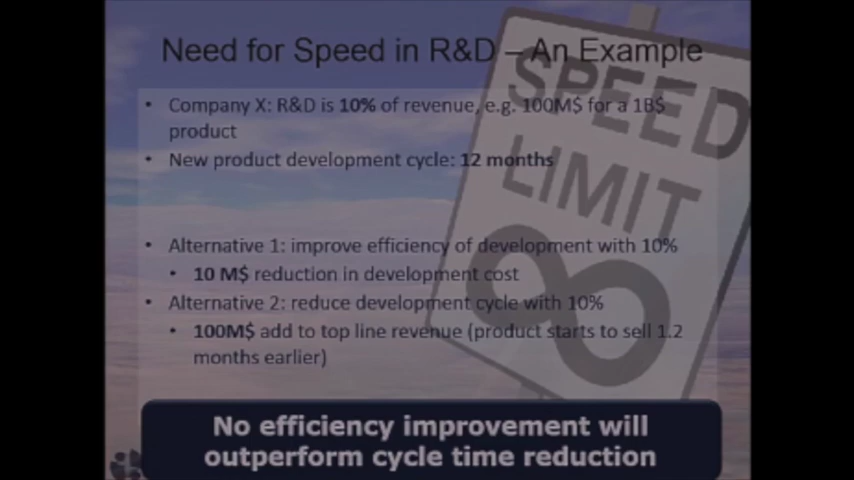 Need for Speed in R&D – An Example
• Company X: R&D is 10% of revenue, e.g. 100M$ for a 1B$
product
• New product development cycle: 12 months
• Alternative 1: improve efficiency of development with 10%
• 10 M$ reduction in development cost
• Alternative 2: reduce development cycle with 10%
• 100M$ add to top line revenue (product starts to sell 1.2
months earlier)
No efficiency improvement will
outperform cycle time reduction
SPEED
LIMIT
∞